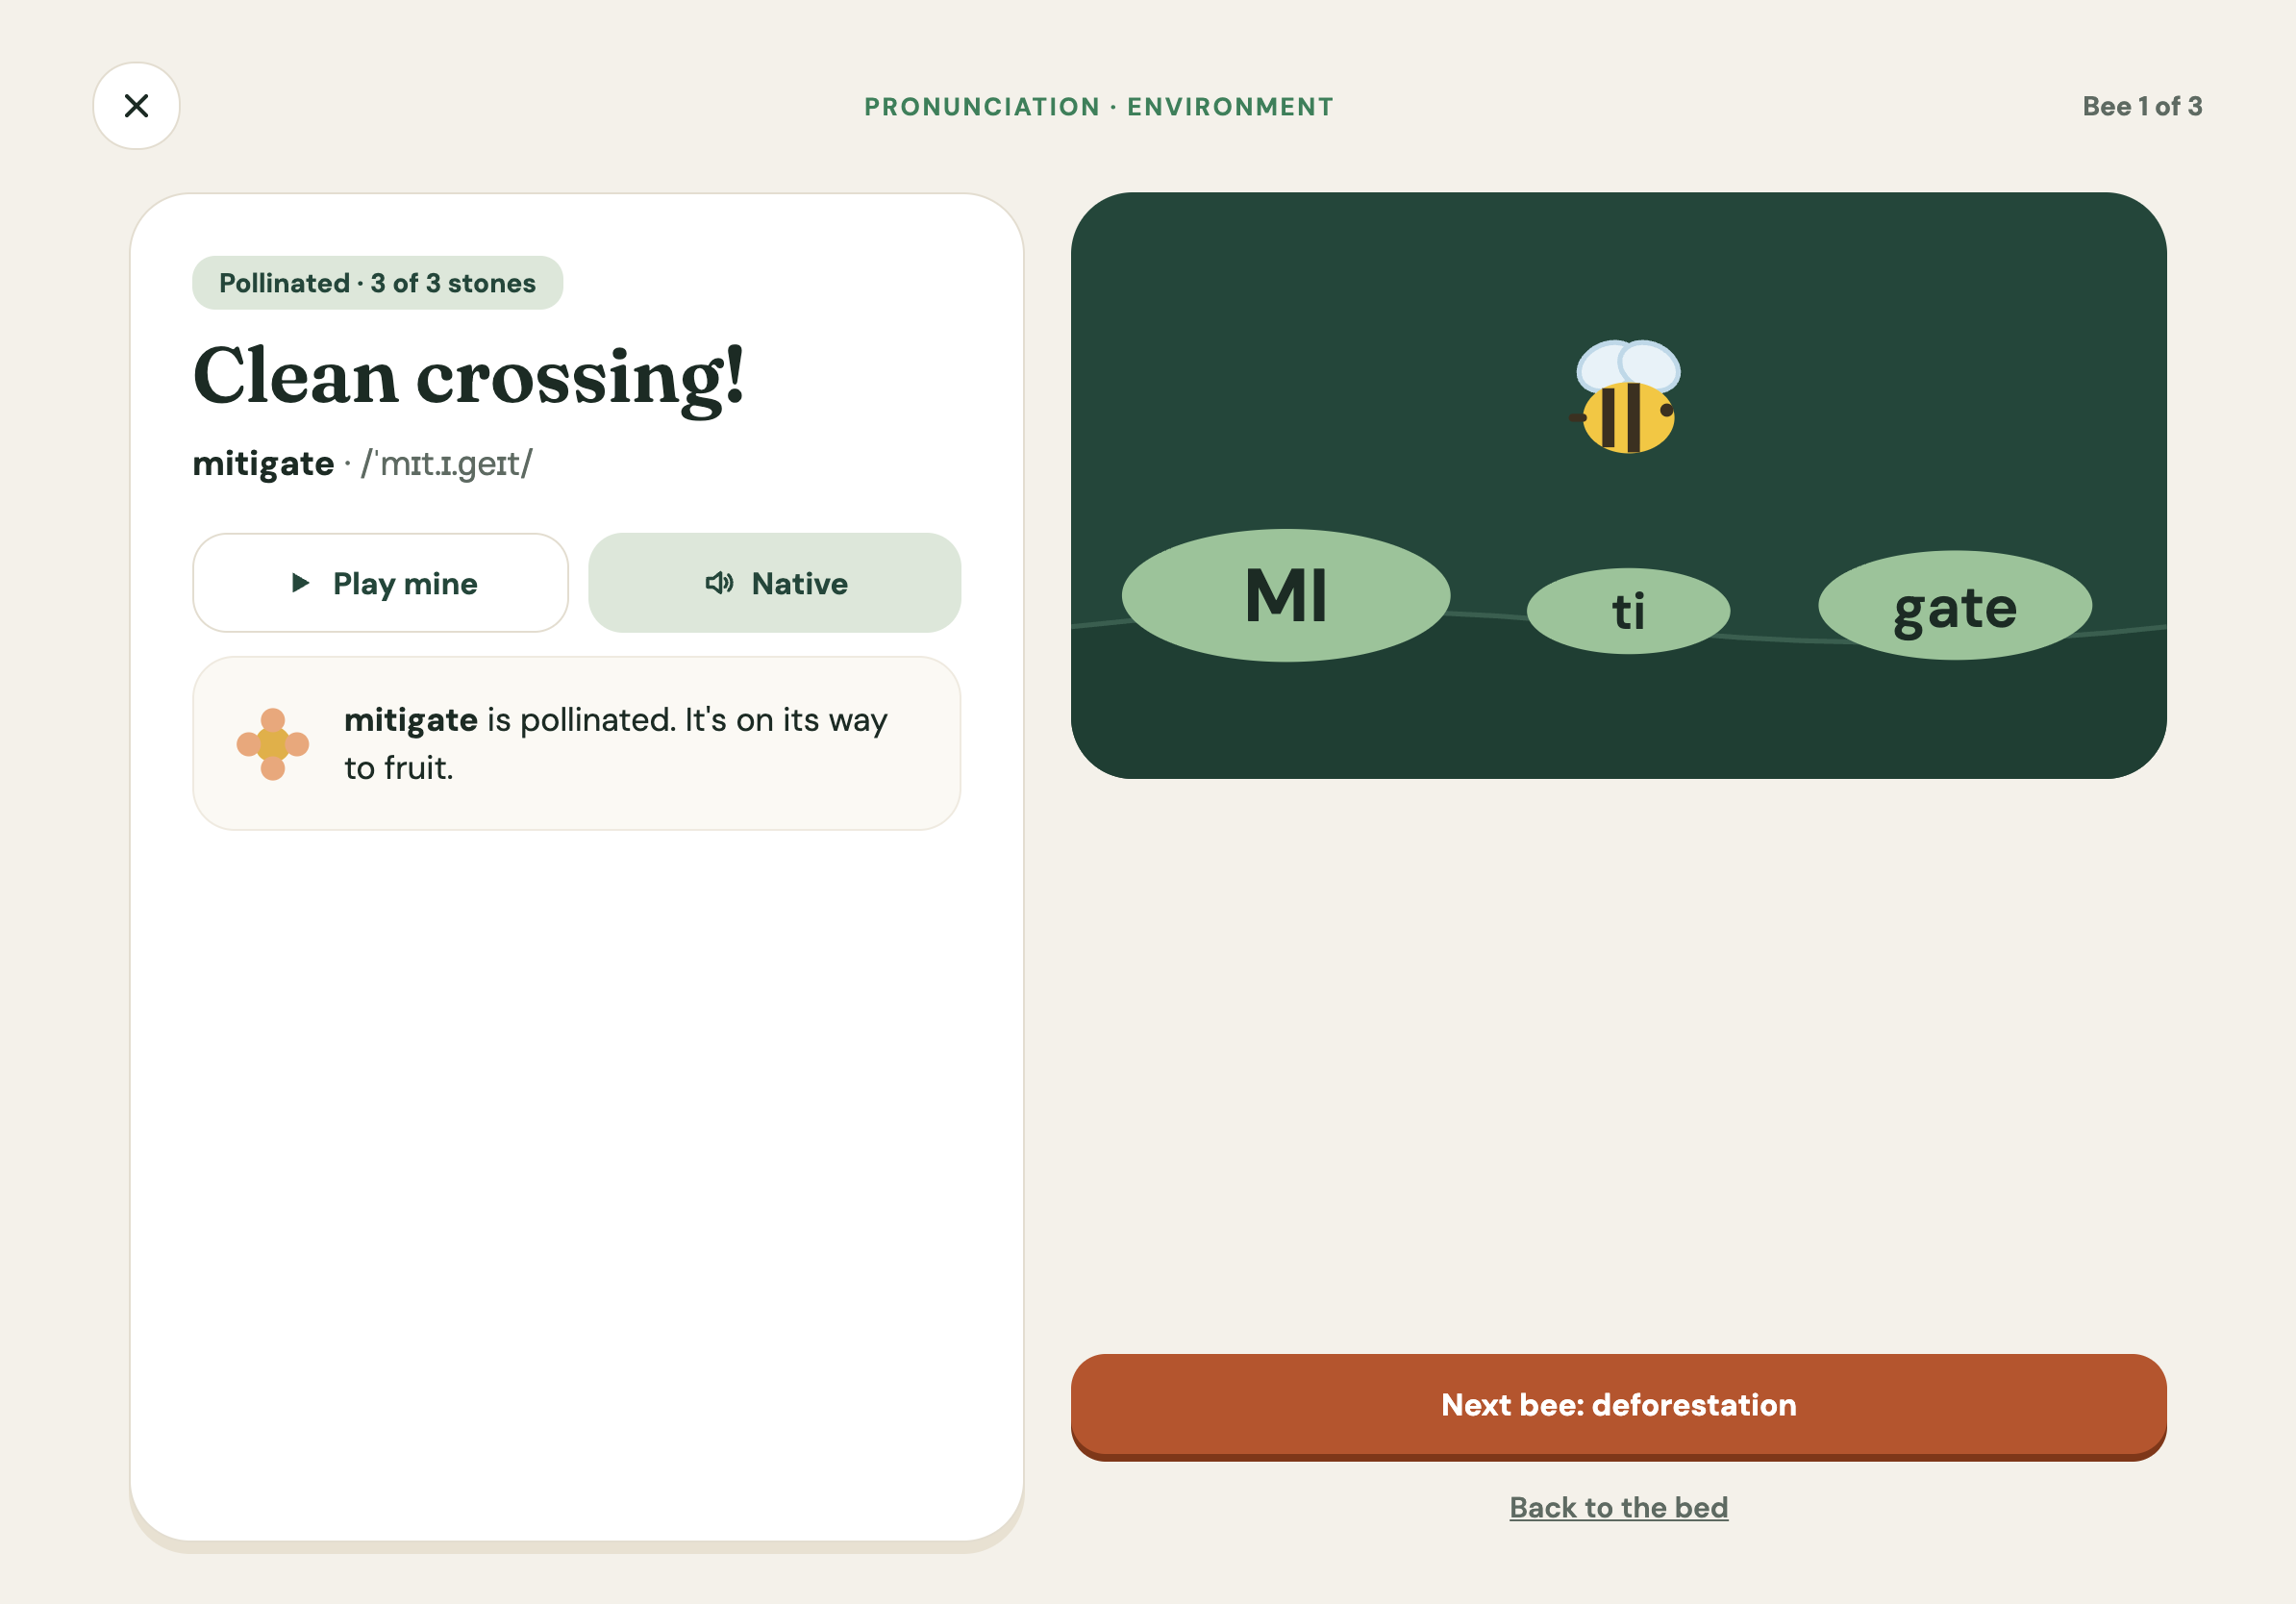 PRONUNCIATION · ENVIRONMENT
Bee 1 of 3
Pollinated · 3 of 3 stones
Clean crossing!
mitigate · /ˈmɪt.ɪ.ɡeɪt/
Play mine
Native
mitigate is pollinated. It's on its way
to fruit.
MI
ti
gate
Next bee: deforestation
Back to the bed